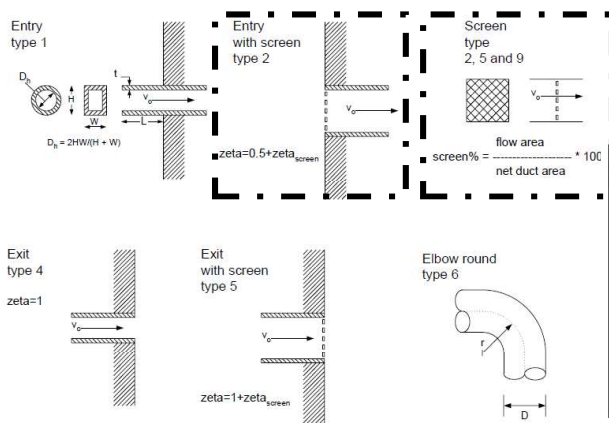 Entry
type 1
t
D_h
H
W
v_o
L
D_h = 2HW/(H + W)
Entry
with screen
type 2
v_o
zeta=0.5+zeta_screen
Screen
type
2, 5 and 9
v_o
flow area
screen% = -------------------- * 100
net duct area
Exit
type 4
zeta=1
v_o
Exit
with screen
type 5
v_o
zeta=1+zeta_screen
Elbow round
type 6
r
D